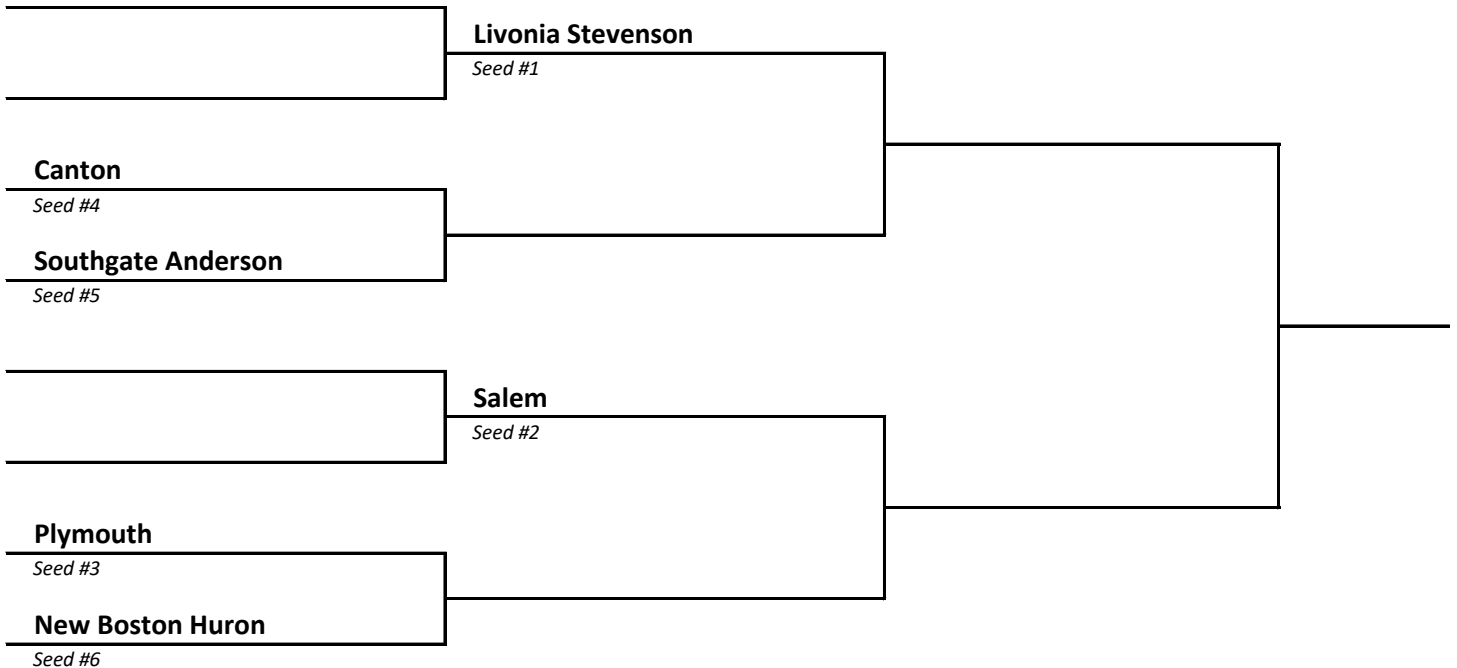 Livonia Stevenson
Seed #1
Canton
Seed #4
Southgate Anderson
Seed #5
Salem
Seed #2
Plymouth
Seed #3
New Boston Huron
Seed #6